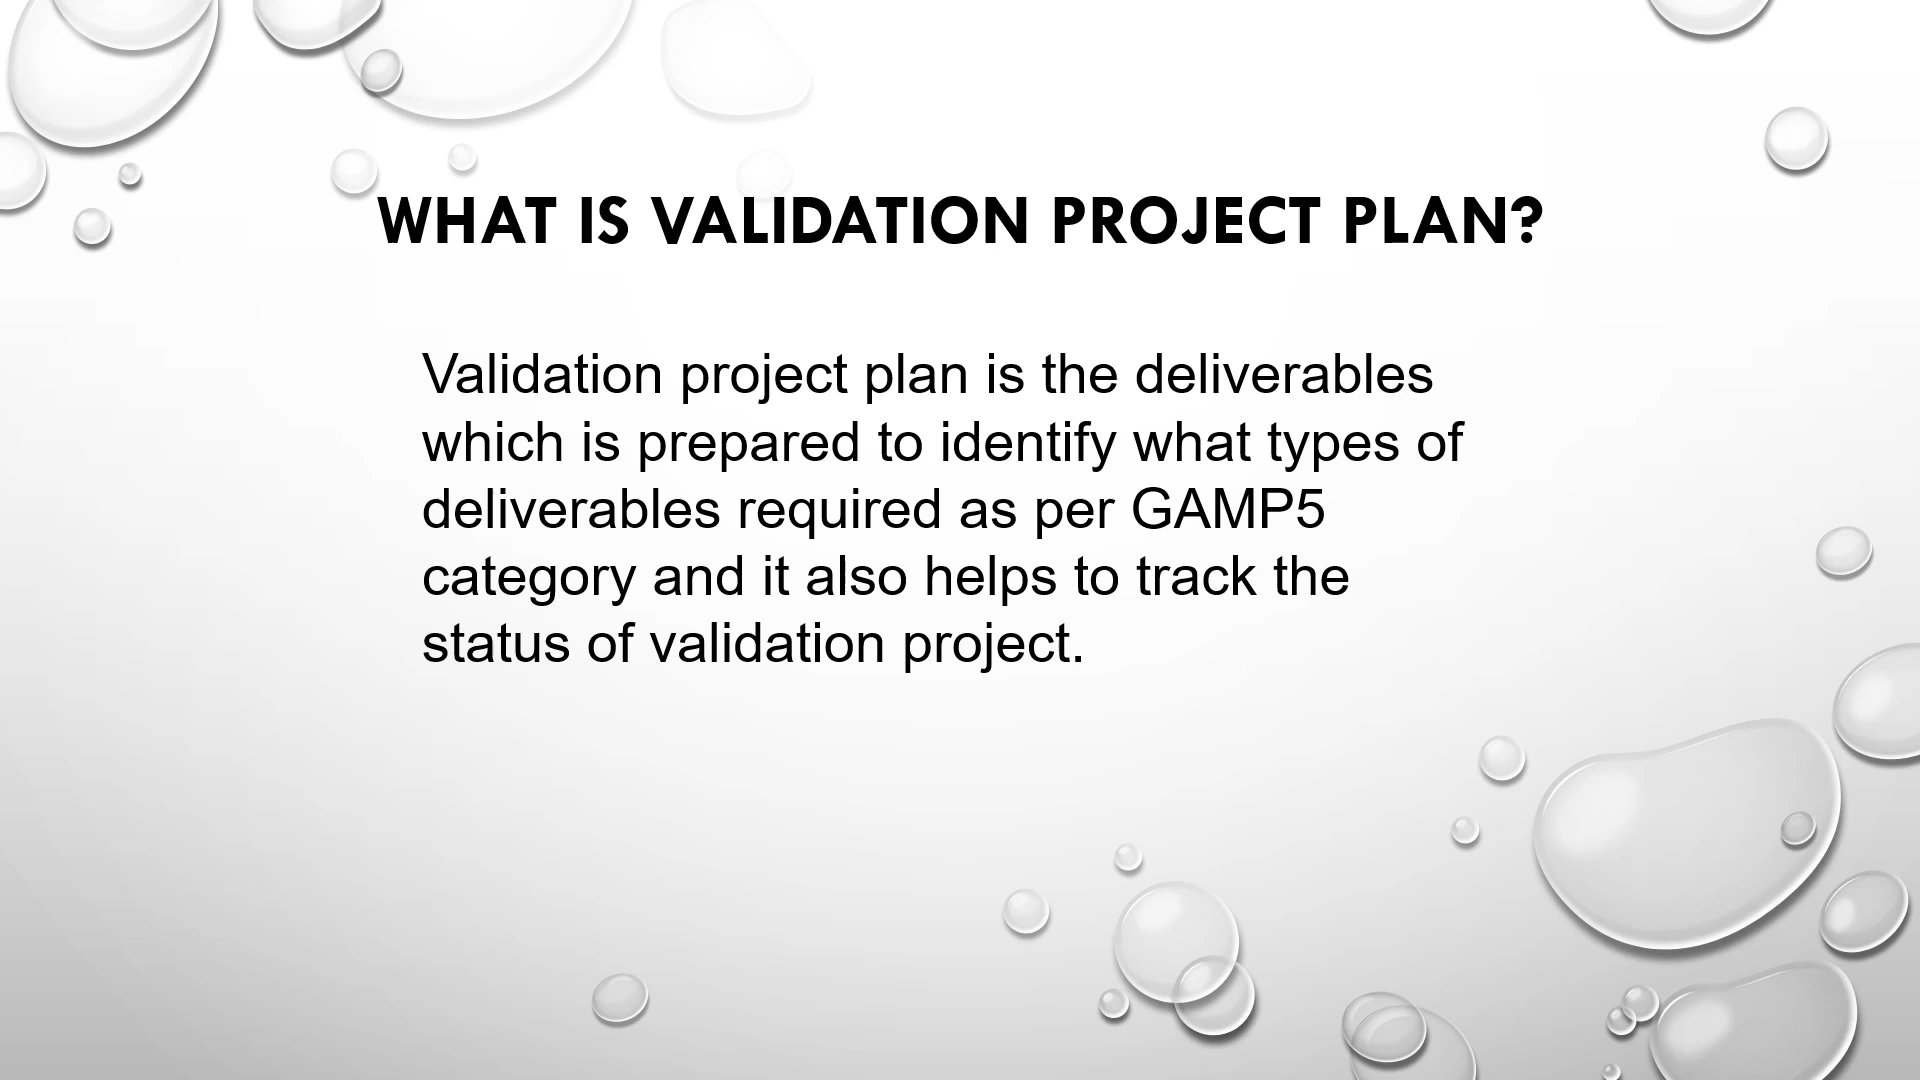 WHAT IS VALIDATION PROJECT PLAN?
Validation project plan is the deliverables
which is prepared to identify what types of
deliverables required as per GAMP5
category and it also helps to track the
status of validation project.